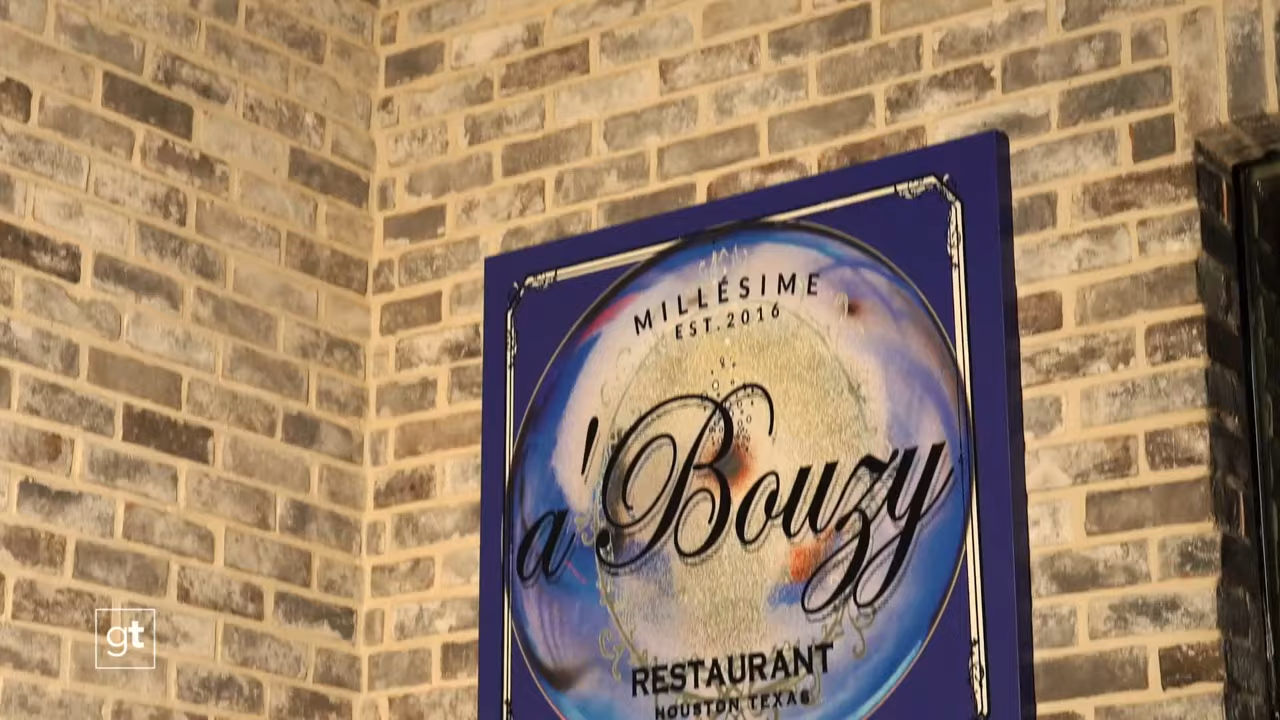 MILLÉSIME
EST. 2016
a'Bouzy
RESTAURANT
HOUSTON TEXAS
gt